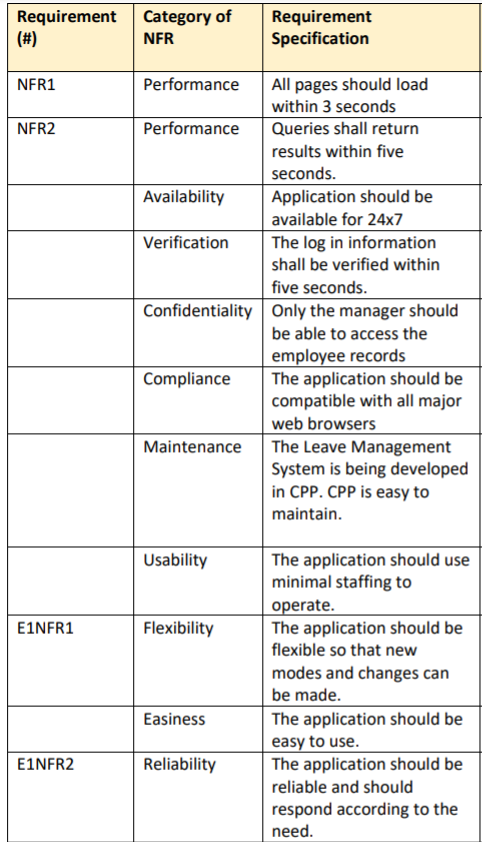 Requirement Category of Requirement
(#) NFR Specification
NFR1 Performance All pages should load
within 3 seconds
NFR2 Performance Queries shall return
results within five
seconds.
Availability Application should be
available for 24x7
Verification The log in information
shall be verified within
five seconds.
Confidentiality Only the manager should
be able to access the
employee records
Compliance The application should be
compatible with all major
web browsers
Maintenance The Leave Management
System is being developed
in CPP. CPP is easy to
maintain.
Usability The application should use
minimal staffing to
operate.
E1NFR1 Flexibility The application should be
flexible so that new
modes and changes can
be made.
Easiness The application should be
easy to use.
E1NFR2 Reliability The application should be
reliable and should
respond according to the
need.